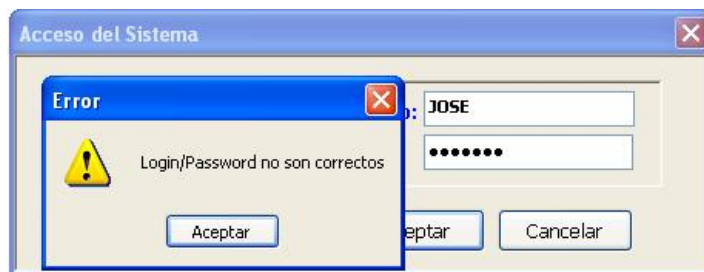 Acceso del Sistema
Error
o:
JOSE
Login/Password no son correctos
Aceptar
eptar
Cancelar